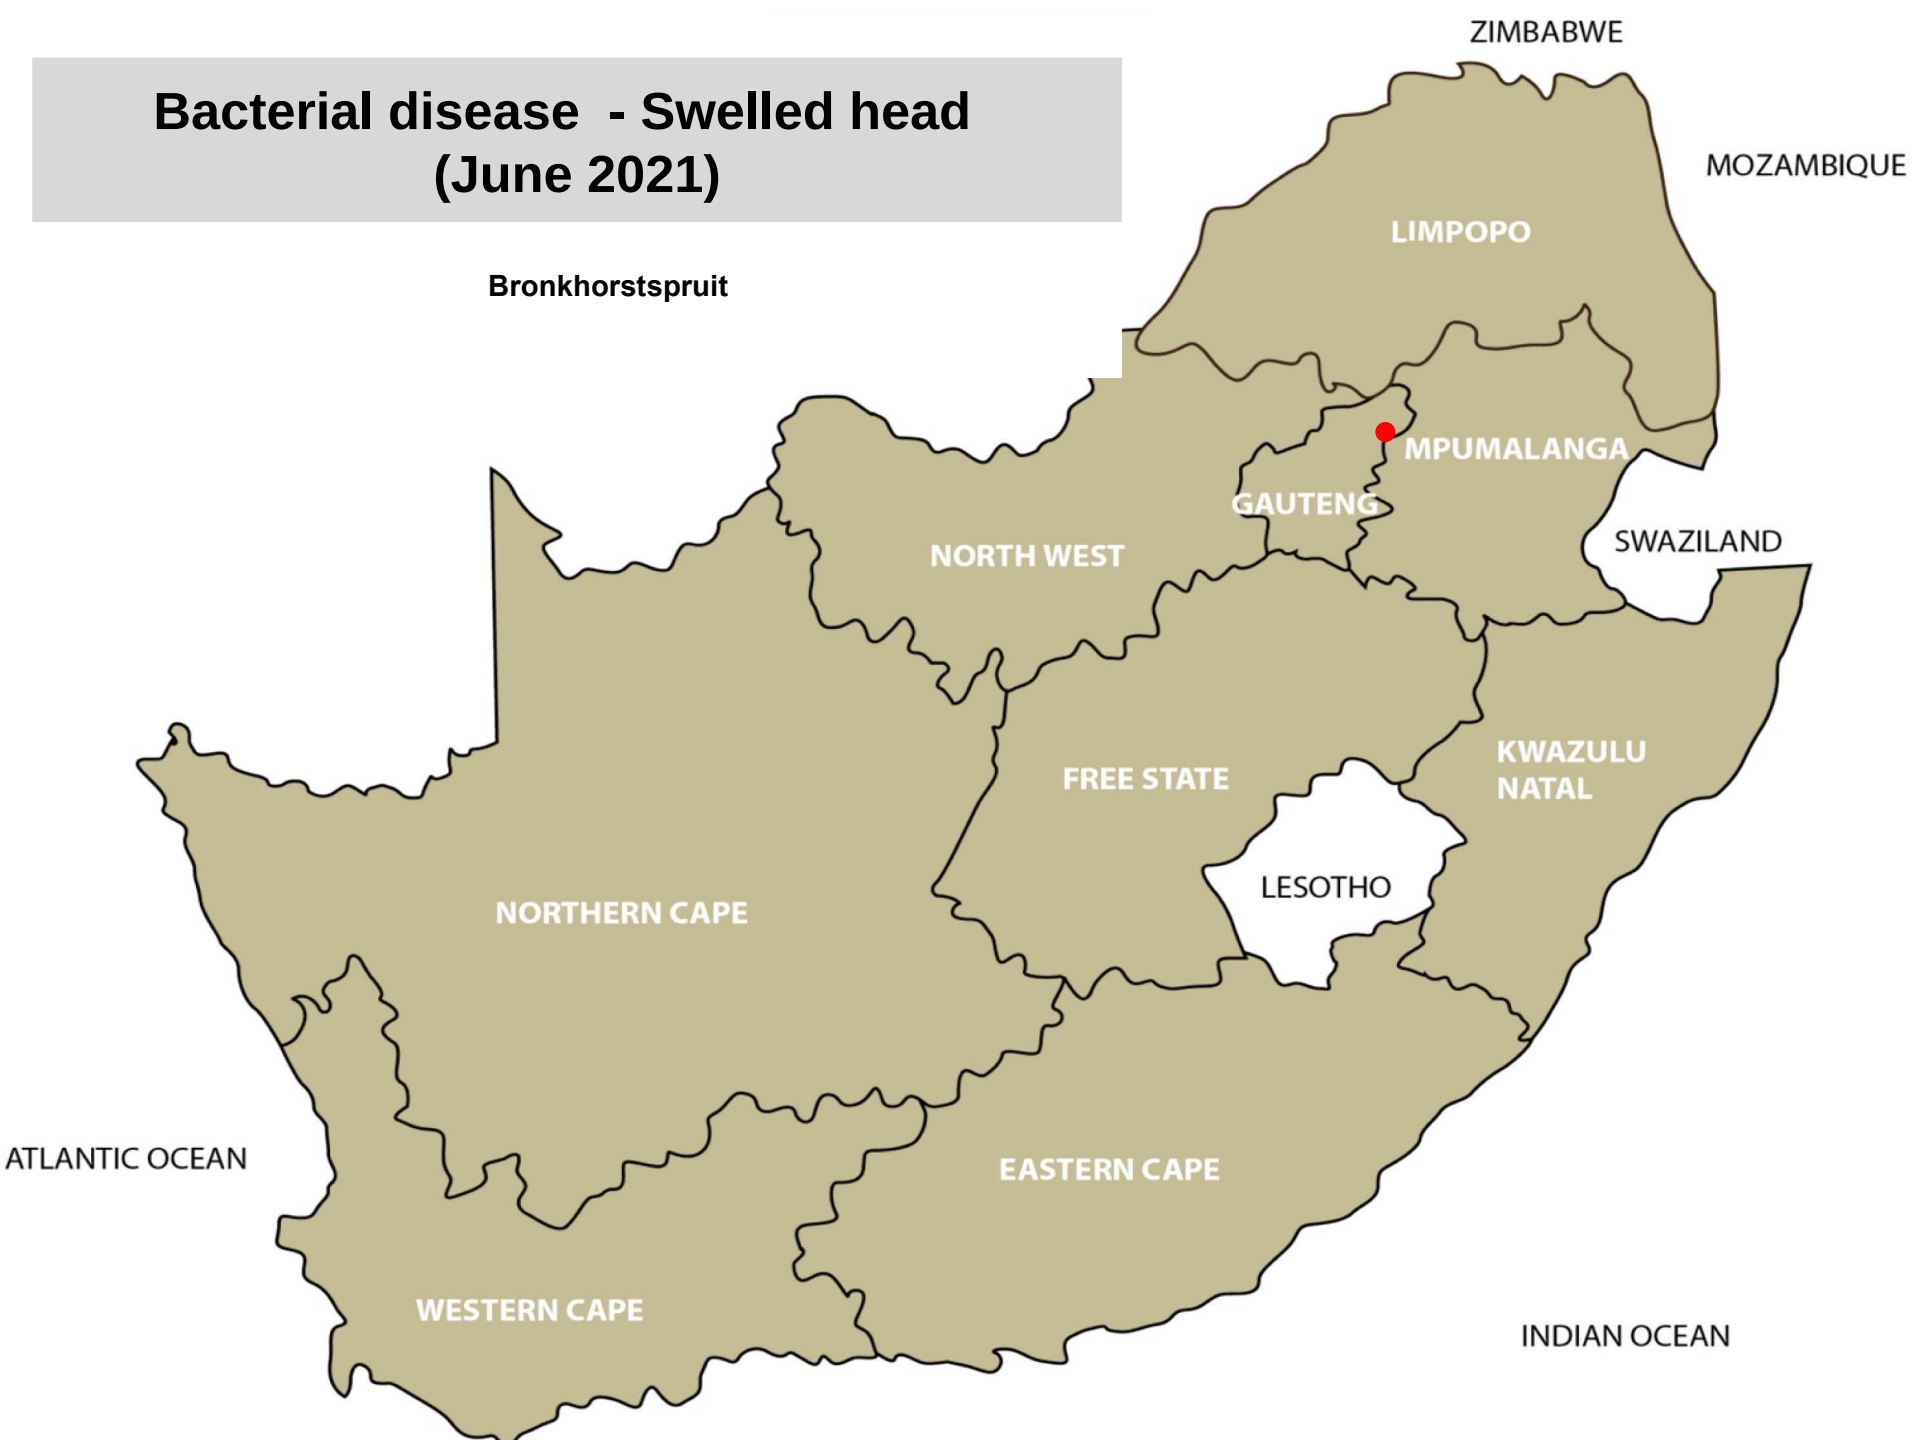 ZIMBABWE
Bacterial disease  - Swelled head
(June 2021)
MOZAMBIQUE
LIMPOPO
Bronkhorstspruit
MPUMALANGA
GAUTENG
SWAZILAND
NORTH WEST
KWAZULU
NATAL
FREE STATE
LESOTHO
NORTHERN CAPE
ATLANTIC OCEAN
EASTERN CAPE
WESTERN CAPE
INDIAN OCEAN